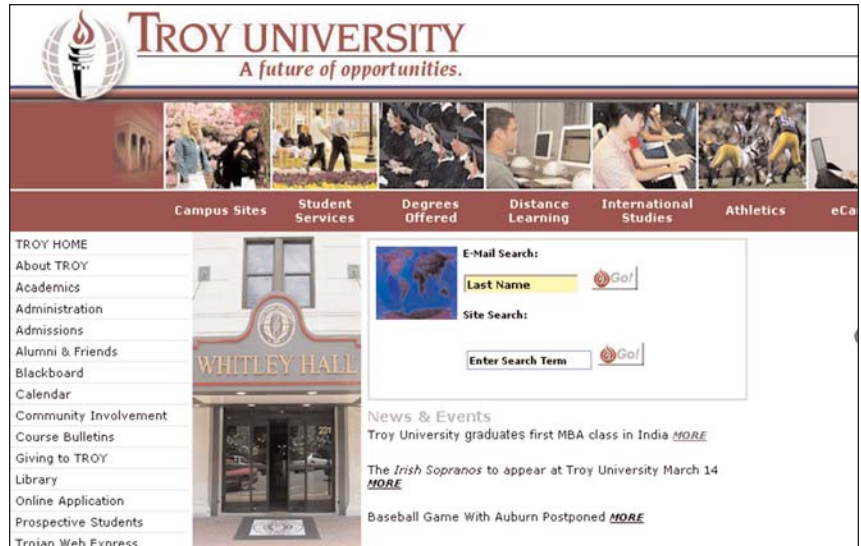 TROY UNIVERSITY
A future of opportunities.
Campus Sites
Student
Services
Degrees
Offered
Distance
Learning
International
Studies
Athletics
eCa
TROY HOME
About TROY
Academics
Administration
Admissions
Alumni & Friends
Blackboard
Calendar
Community Involvement
Course Bulletins
Giving to TROY
Library
Online Application
Prospective Students
Trojan Web Express
WHITLEY HALL
231
E-Mail Search:
Last Name
Go!
Site Search:
Enter Search Term
Go!
News & Events
Troy University graduates first MBA class in India MORE
The Irish Sopranos to appear at Troy University March 14
MORE
Baseball Game With Auburn Postponed MORE